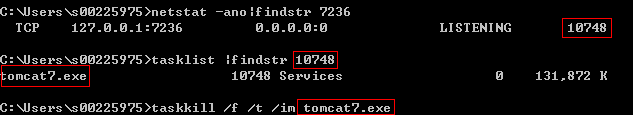 C:\Users\s00225975>netstat -ano|findstr 7236
TCP 127.0.0.1:7236 0.0.0.0:0 LISTENING 10748
C:\Users\s00225975>tasklist |findstr 10748
tomcat7.exe 10748 Services 0 131,872 K
C:\Users\s00225975>taskkill /f /t /im tomcat7.exe